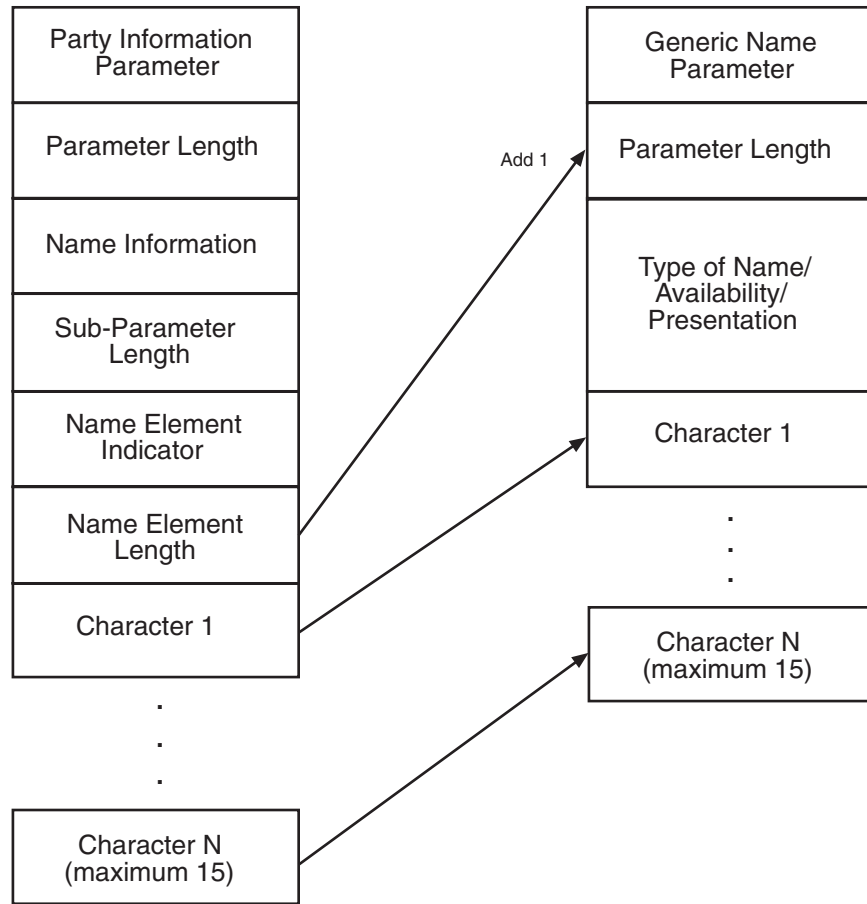 Party Information
Parameter
Parameter Length
Name Information
Sub-Parameter
Length
Name Element
Indicator
Name Element
Length
Character 1
.
.
.
Character N
(maximum 15)
Add 1
Generic Name
Parameter
Parameter Length
Type of Name/
Availability/
Presentation
Character 1
.
.
.
Character N
(maximum 15)